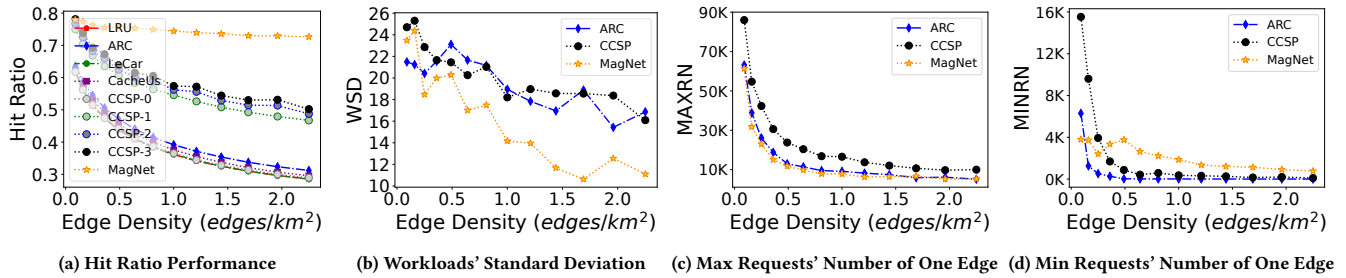 0.8
0.7
0.6
0.5
0.4
0.3
Hit Ratio
LRU
ARC
LeCar
CacheUs
CCSP-0
CCSP-1
CCSP-2
CCSP-3
MagNet
0.0 0.5 1.0 1.5 2.0
Edge Density (edges/km²)
(a) Hit Ratio Performance
26
24
22
20
18
16
14
12
10
WSD
ARC
CCSP
MagNet
0.0 0.5 1.0 1.5 2.0
Edge Density (edges/km²)
(b) Workloads' Standard Deviation
90K
70K
50K
30K
10K
MAXRN
ARC
CCSP
MagNet
0.0 0.5 1.0 1.5 2.0
Edge Density (edges/km²)
(c) Max Requests' Number of One Edge
16K
12K
8K
4K
0K
MINRN
ARC
CCSP
MagNet
0.0 0.5 1.0 1.5 2.0
Edge Density (edges/km²)
(d) Min Requests' Number of One Edge